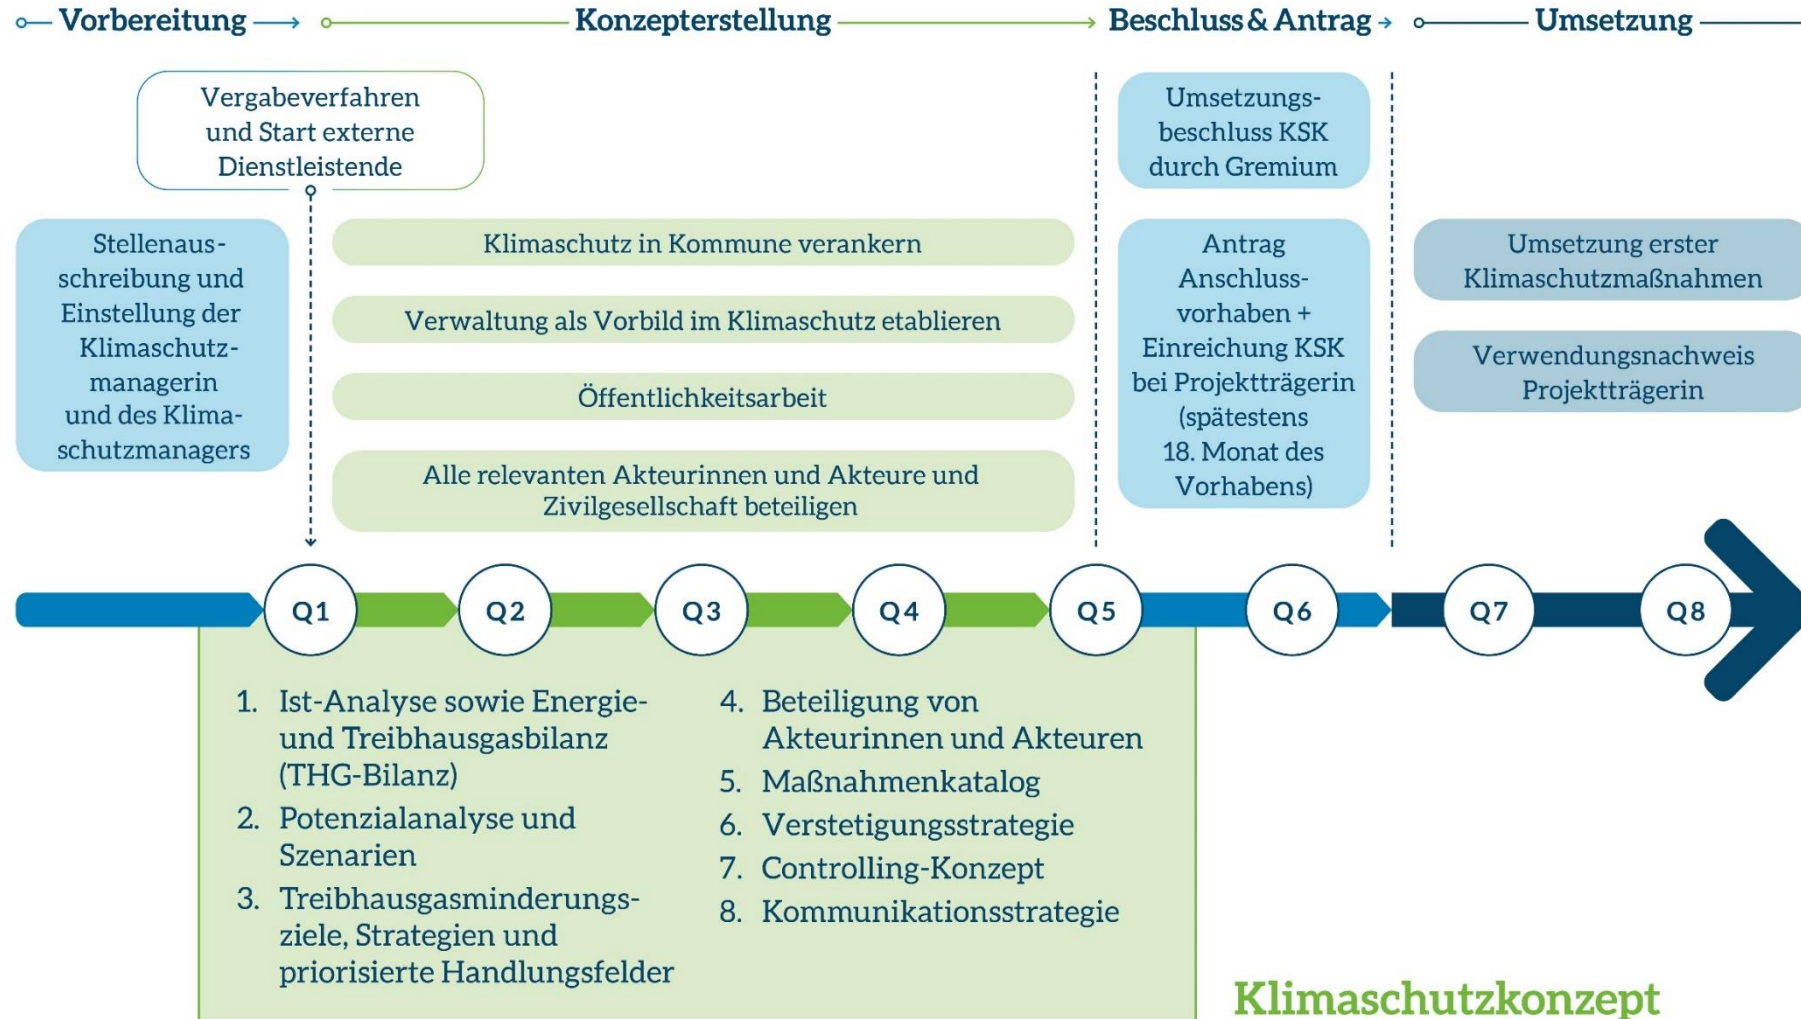 Vorbereitung
Konzepterstellung
Beschluss & Antrag
Umsetzung
Vergabeverfahren
und Start externe
Dienstleistende
Stellenaus-
schreibung und
Einstellung der
Klimaschutz-
managerin
und des Klima-
schutzmanagers
Klimaschutz in Kommune verankern
Verwaltung als Vorbild im Klimaschutz etablieren
Öffentlichkeitsarbeit
Alle relevanten Akteurinnen und Akteure und
Zivilgesellschaft beteiligen
Umsetzungs-
beschluss KSK
durch Gremium
Antrag
Anschluss-
vorhaben +
Einreichung KSK
bei Projektträgerin
(spätestens
18. Monat des
Vorhabens)
Umsetzung erster
Klimaschutzmaßnahmen
Verwendungsnachweis
Projektträgerin
Q1
Q2
Q3
Q4
Q5
Q6
Q7
Q8
1. Ist-Analyse sowie Energie-
und Treibhausgasbilanz
(THG-Bilanz)
2. Potenzialanalyse und
Szenarien
3. Treibhausgasminderungs-
ziele, Strategien und
priorisierte Handlungsfelder
4. Beteiligung von
Akteurinnen und Akteuren
5. Maßnahmenkatalog
6. Verstetigungsstrategie
7. Controlling-Konzept
8. Kommunikationsstrategie
Klimaschutzkonzept